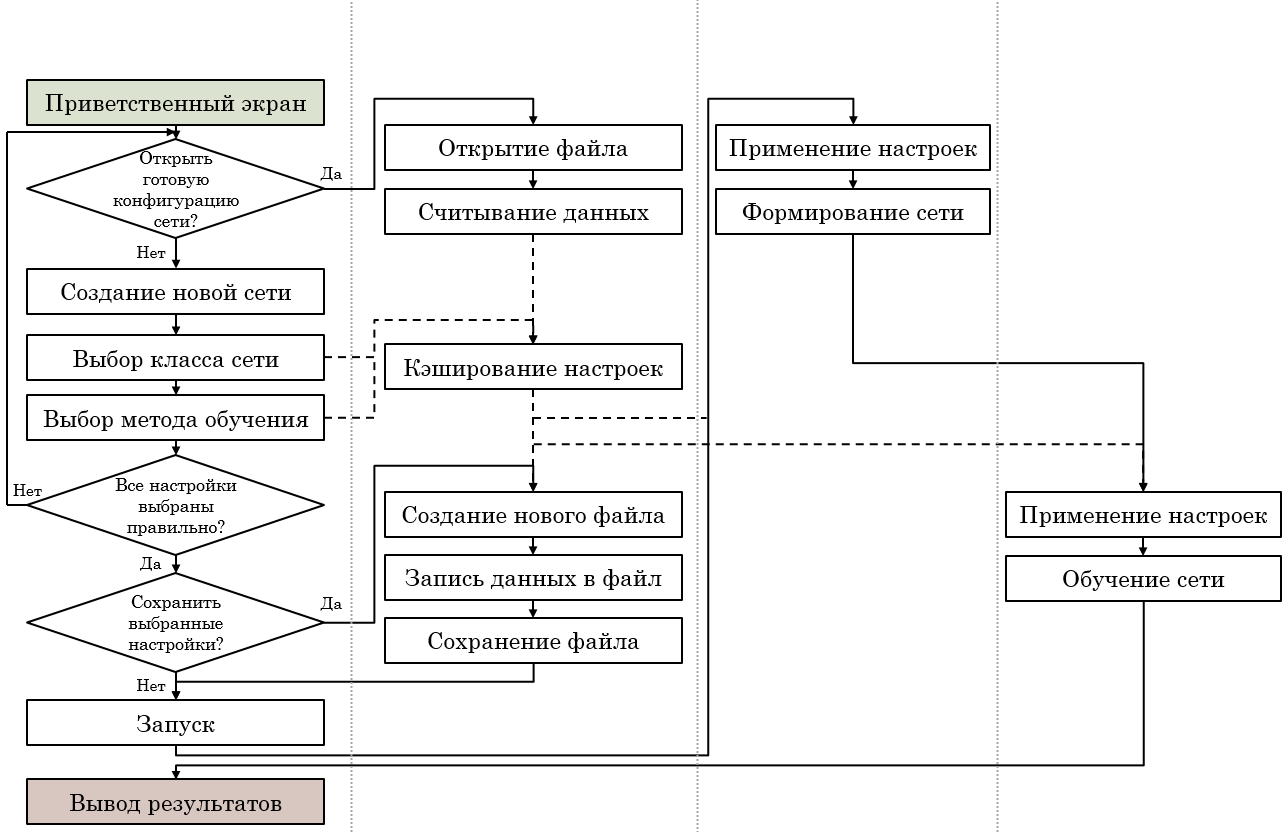 Приветственный экран
Открыть
готовую
конфигурацию
сети?
Да
Нет
Создание новой сети
Выбор класса сети
Выбор метода обучения
Все настройки
выбраны
правильно?
Нет
Да
Сохранить
выбранные
настройки?
Да
Нет
Запуск
Вывод результатов
Открытие файла
Считывание данных
Кэширование настроек
Создание нового файла
Запись данных в файл
Сохранение файла
Применение настроек
Формирование сети
Применение настроек
Обучение сети